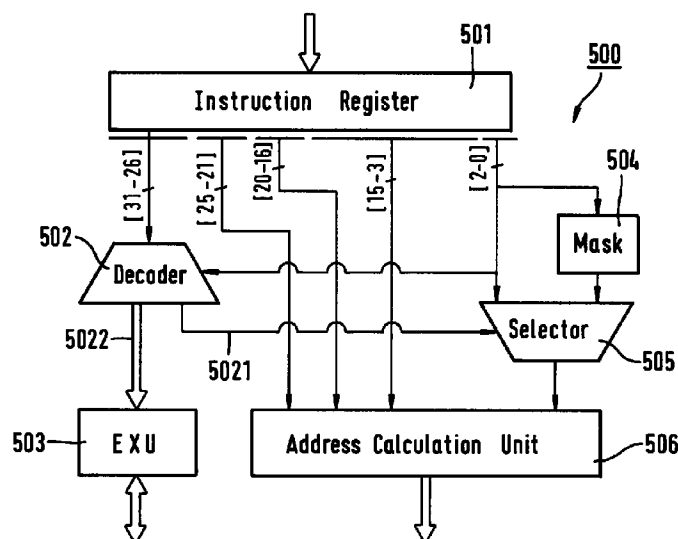 501
500
Instruction Register
[31-26]
[25-21]
[20-16]
[15-3]
[2-0]
504
502
Decoder
Mask
5022
5021
Selector
505
503
EXU
Address Calculation Unit
506